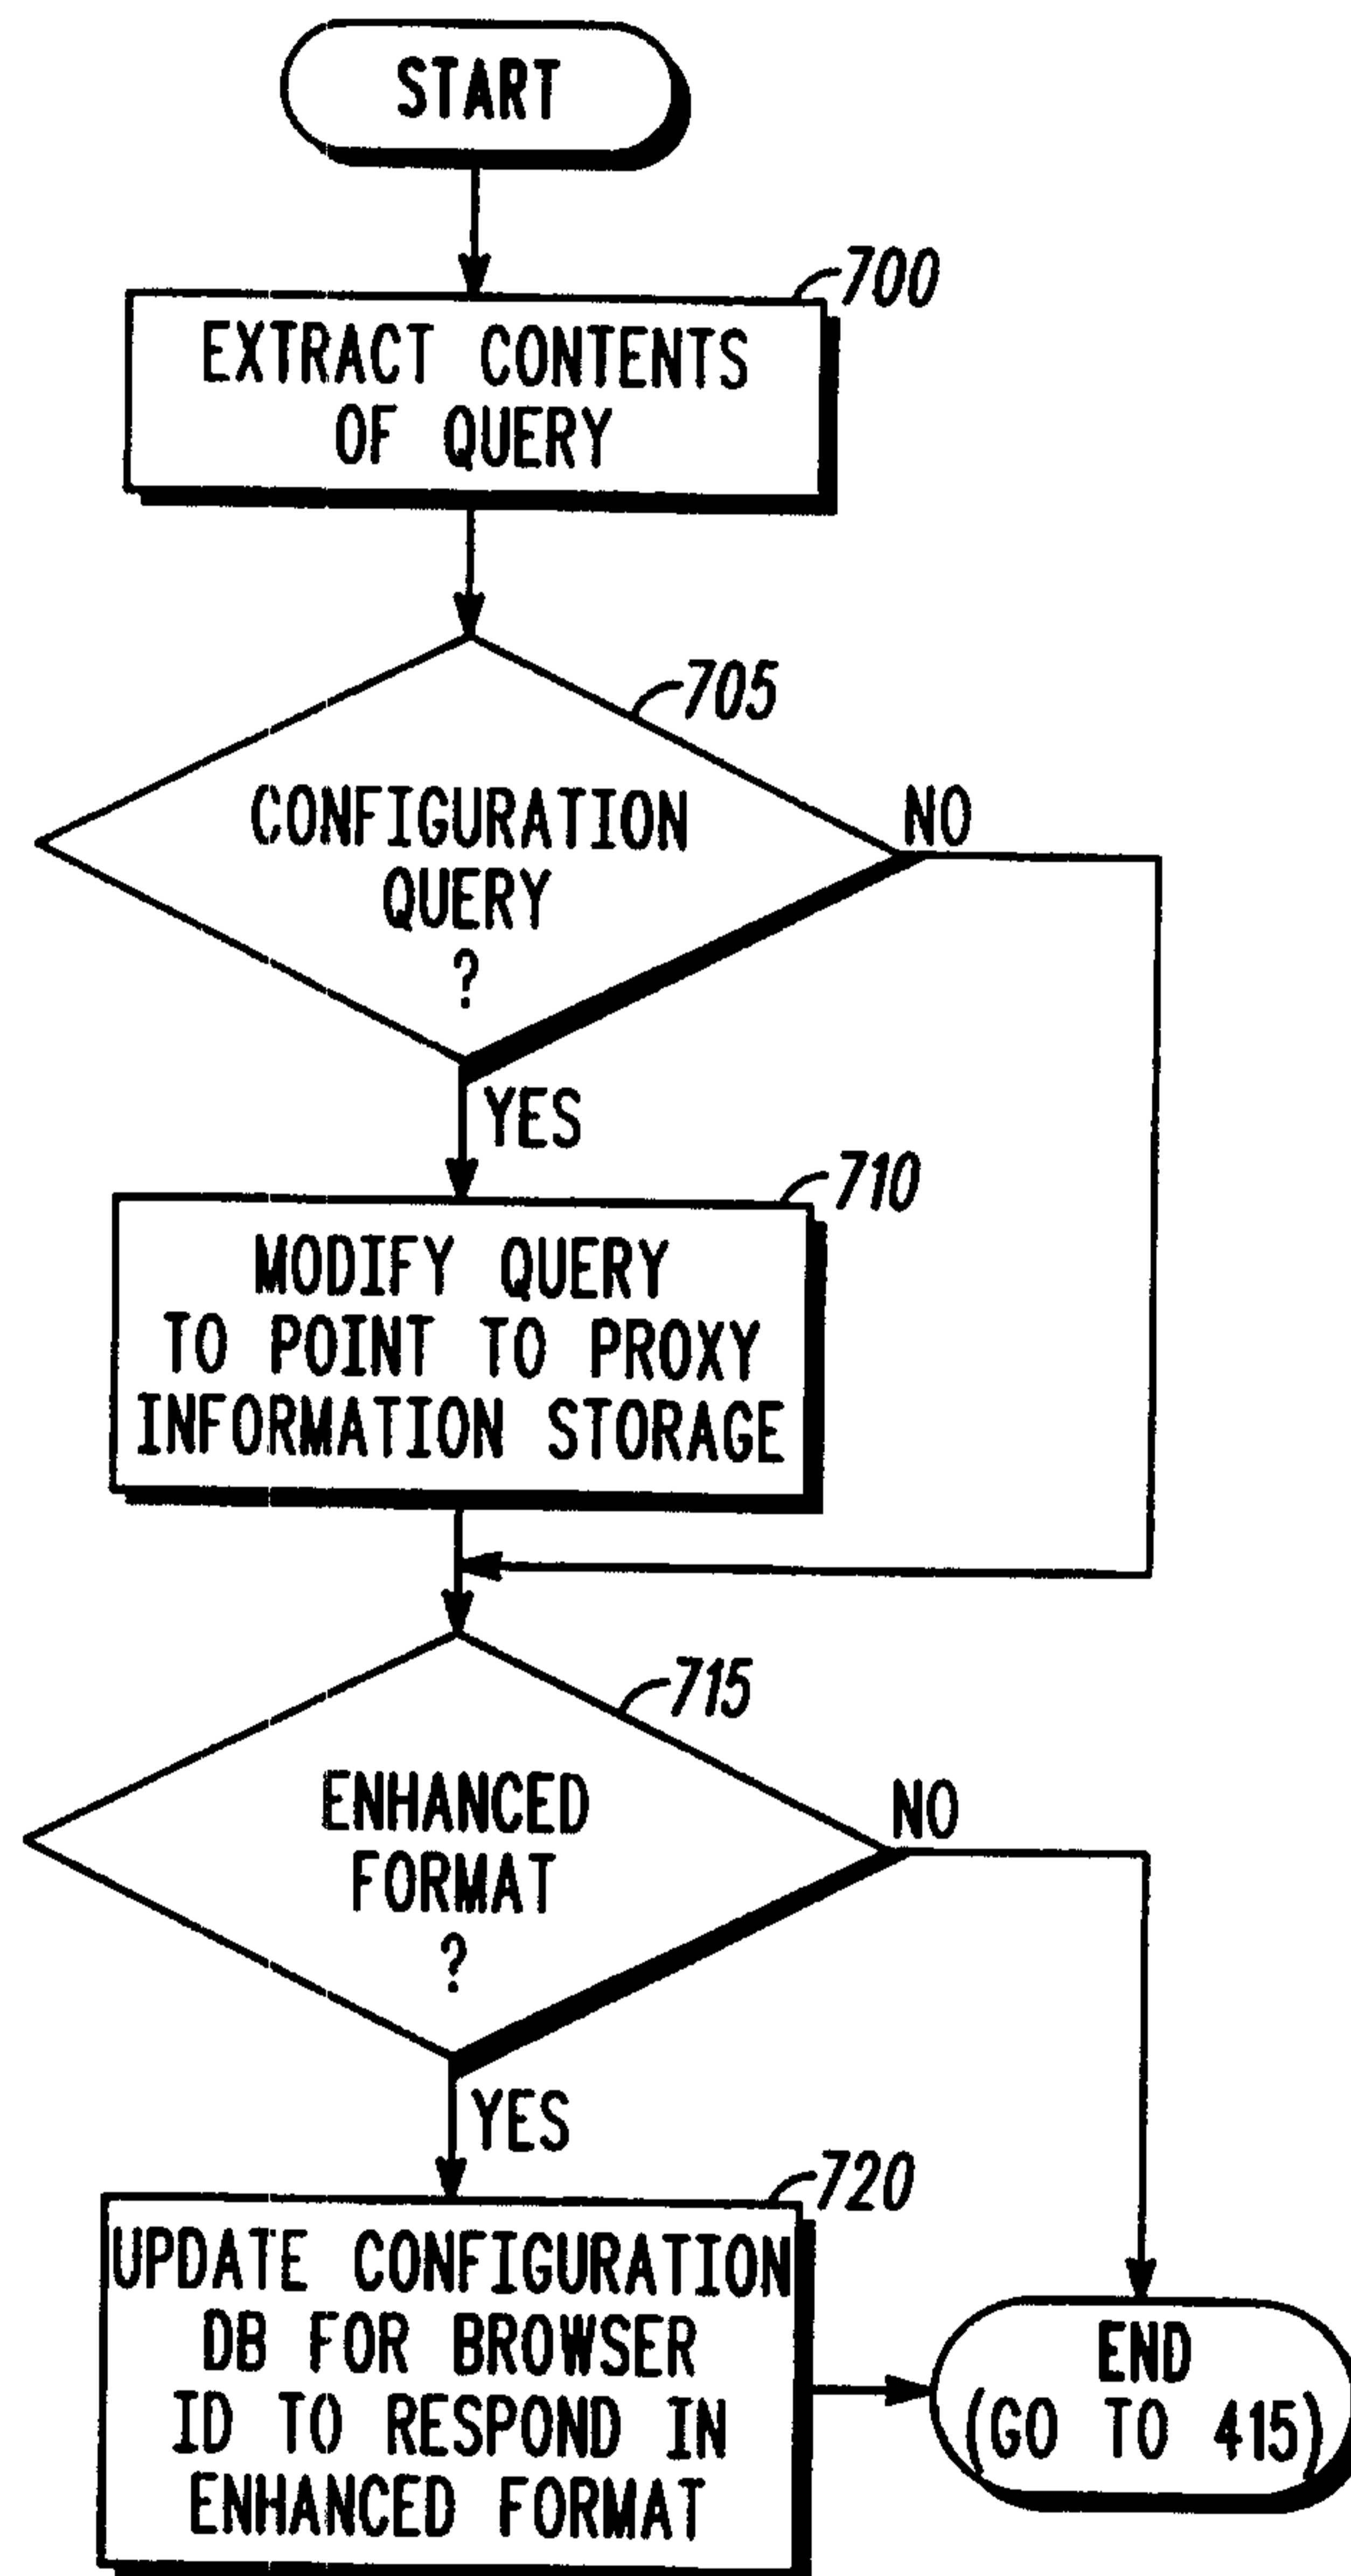 START
700
EXTRACT CONTENTS
OF QUERY
705
CONFIGURATION
QUERY
?
NO
YES
710
MODIFY QUERY
TO POINT TO PROXY
INFORMATION STORAGE
715
ENHANCED
FORMAT
?
NO
YES
720
UPDATE CONFIGURATION
DB FOR BROWSER
ID TO RESPOND IN
ENHANCED FORMAT
END
(GO TO 415)